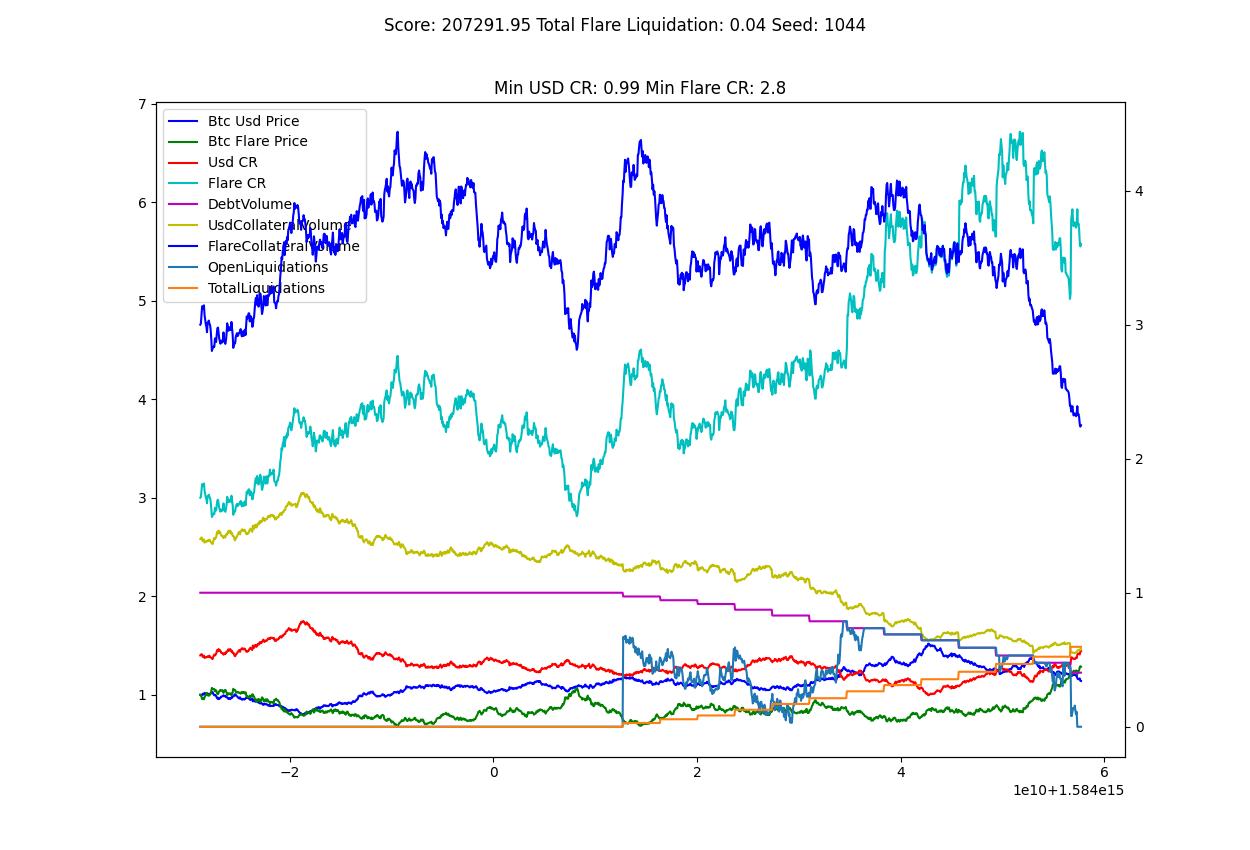 Score: 207291.95 Total Flare Liquidation: 0.04 Seed: 1044
Min USD CR: 0.99 Min Flare CR: 2.8
Btc Usd Price
Btc Flare Price
Usd CR
Flare CR
DebtVolume
UsdCollateralVolume
FlareCollateralVolume
OpenLiquidations
TotalLiquidations
7
6
5
4
3
2
1
4
3
2
1
0
−2
0
2
4
6
1e10+1.584e15